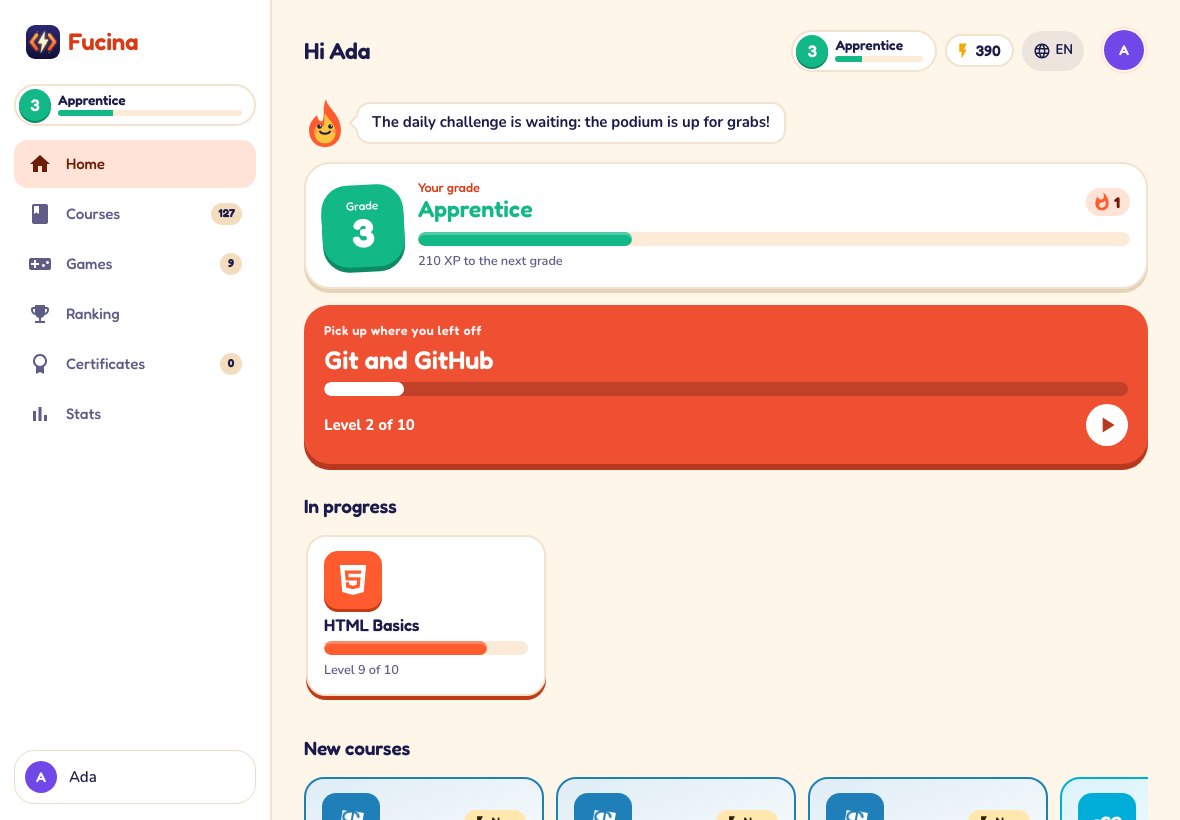 Fucina
3 Apprentice
Home
Courses 127
Games 9
Ranking
Certificates 0
Stats
A Ada
Hi Ada
3 Apprentice
390
EN
A
The daily challenge is waiting: the podium is up for grabs!
Grade
3
Your grade
Apprentice
1
210 XP to the next grade
Pick up where you left off
Git and GitHub
Level 2 of 10
In progress
HTML Basics
Level 9 of 10
New courses